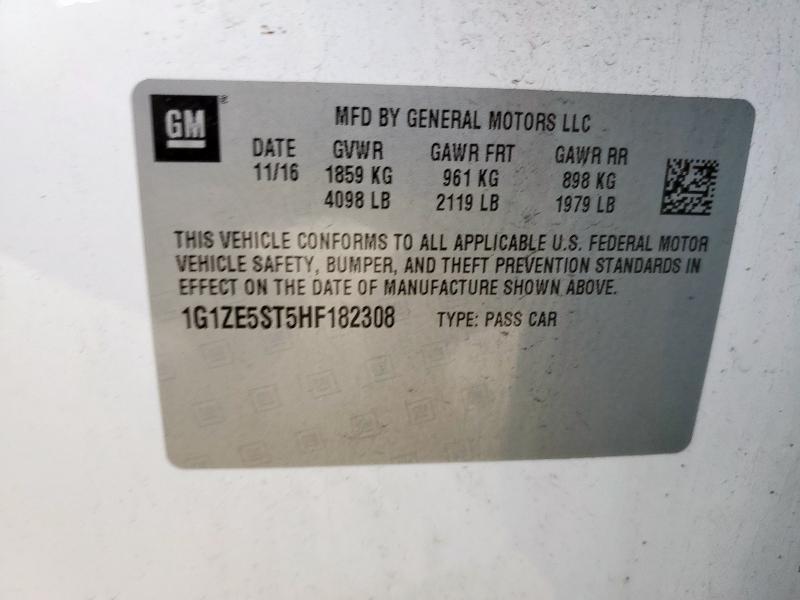 GM®
MFD BY GENERAL MOTORS LLC
DATE GVWR GAWR FRT GAWR RR
11/16 1859 KG 961 KG 898 KG
4098 LB 2119 LB 1979 LB
THIS VEHICLE CONFORMS TO ALL APPLICABLE U.S. FEDERAL MOTOR
VEHICLE SAFETY, BUMPER, AND THEFT PREVENTION STANDARDS IN
EFFECT ON THE DATE OF MANUFACTURE SHOWN ABOVE.
1G1ZE5ST5HF182308 TYPE: PASS CAR